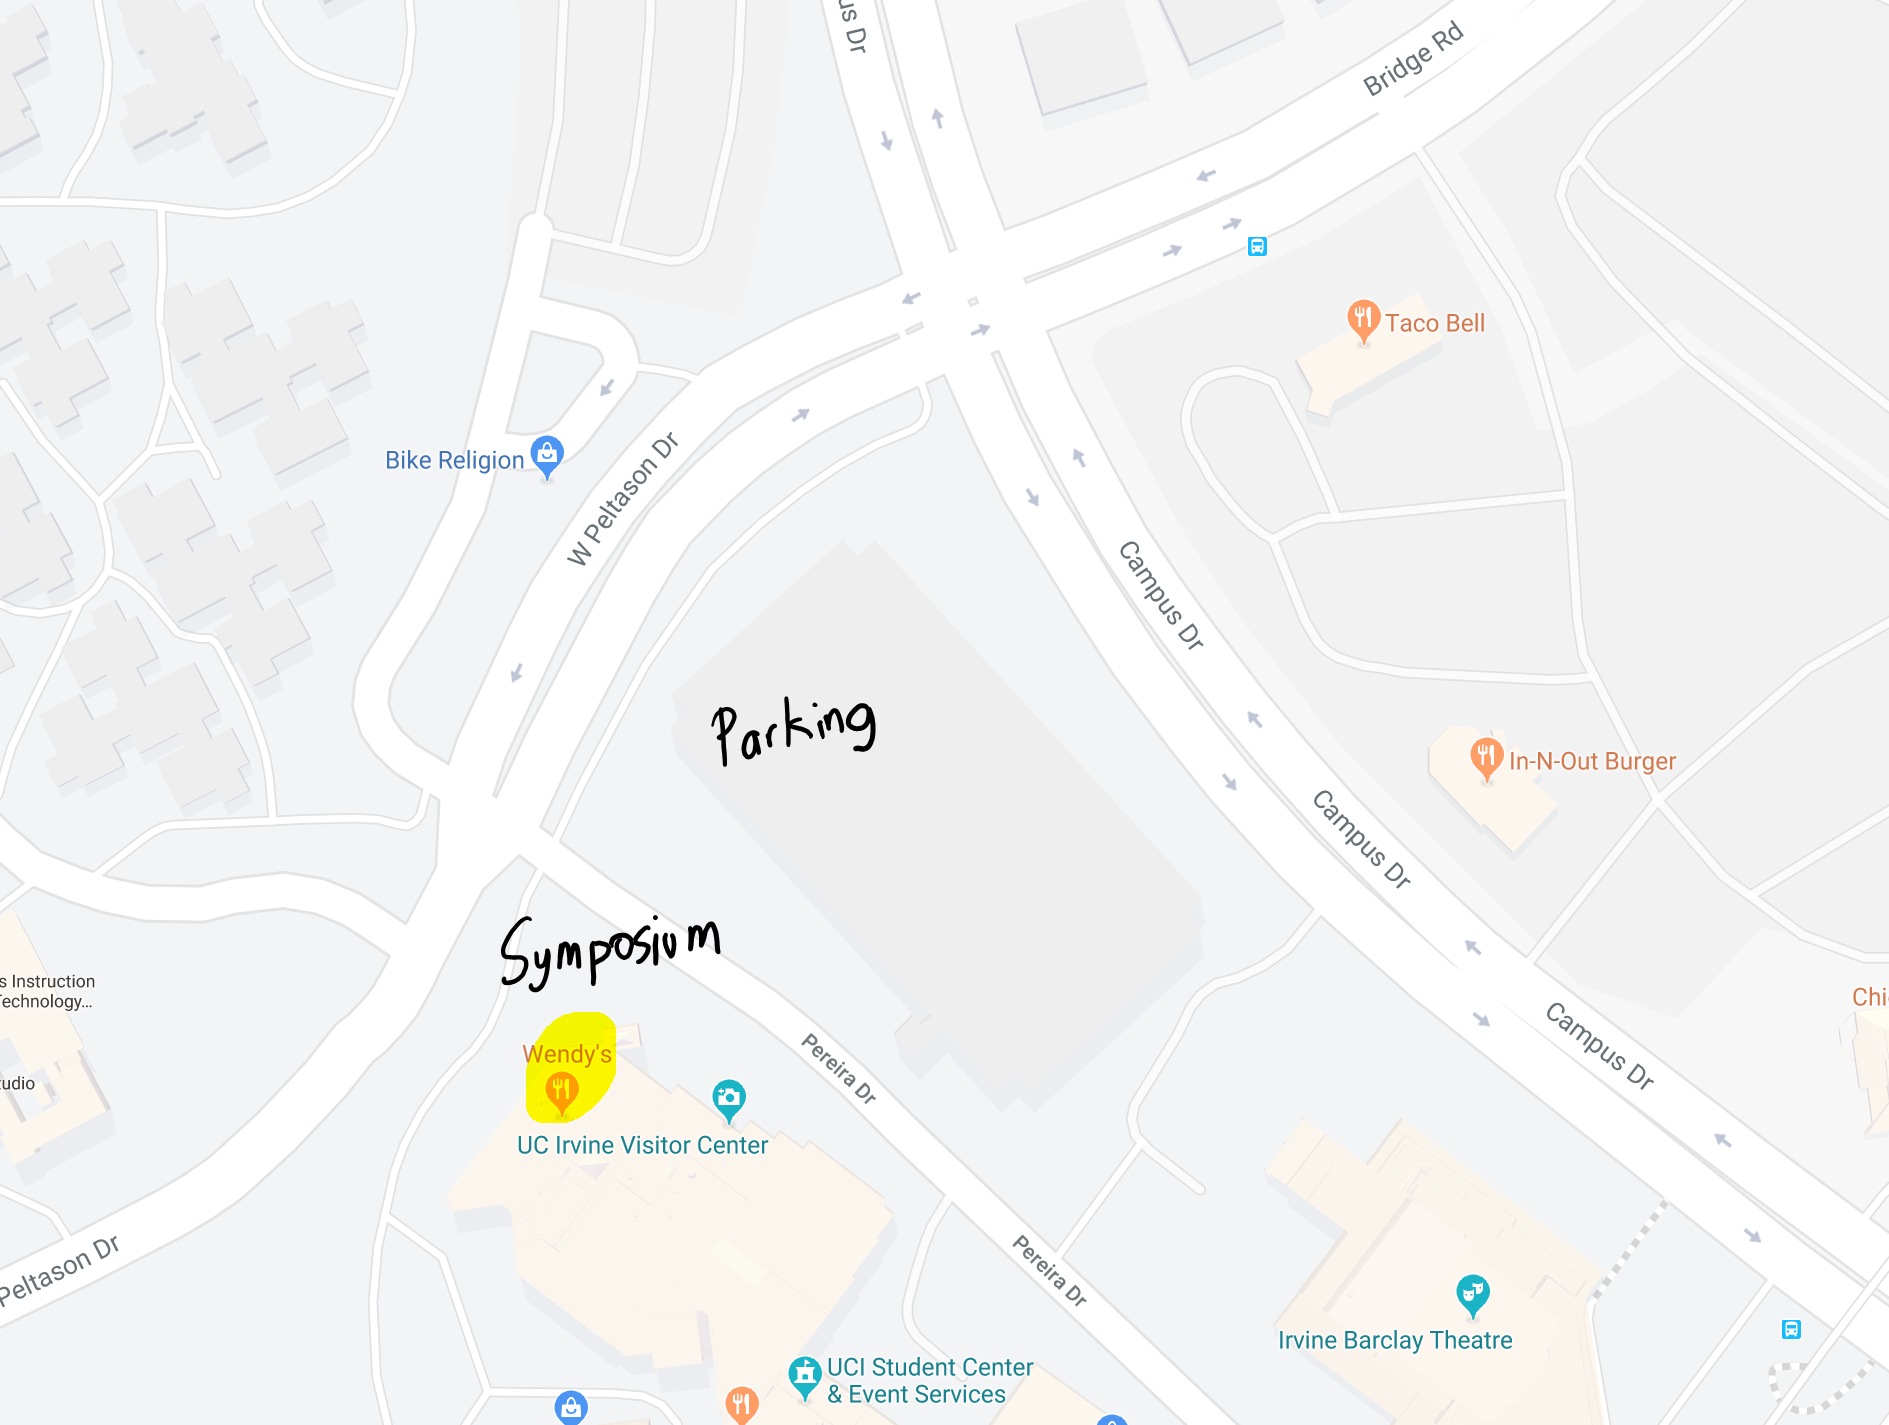 us Dr
Bridge Rd
Taco Bell
Bike Religion
W Peltason Dr
Campus Dr
Parking
In-N-Out Burger
Campus Dr
Symposium
s Instruction
Technology...
Chi
Campus Dr
Wendy's
Pereira Dr
udio
UC Irvine Visitor Center
Peltason Dr
Pereira Dr
Irvine Barclay Theatre
UCI Student Center
& Event Services